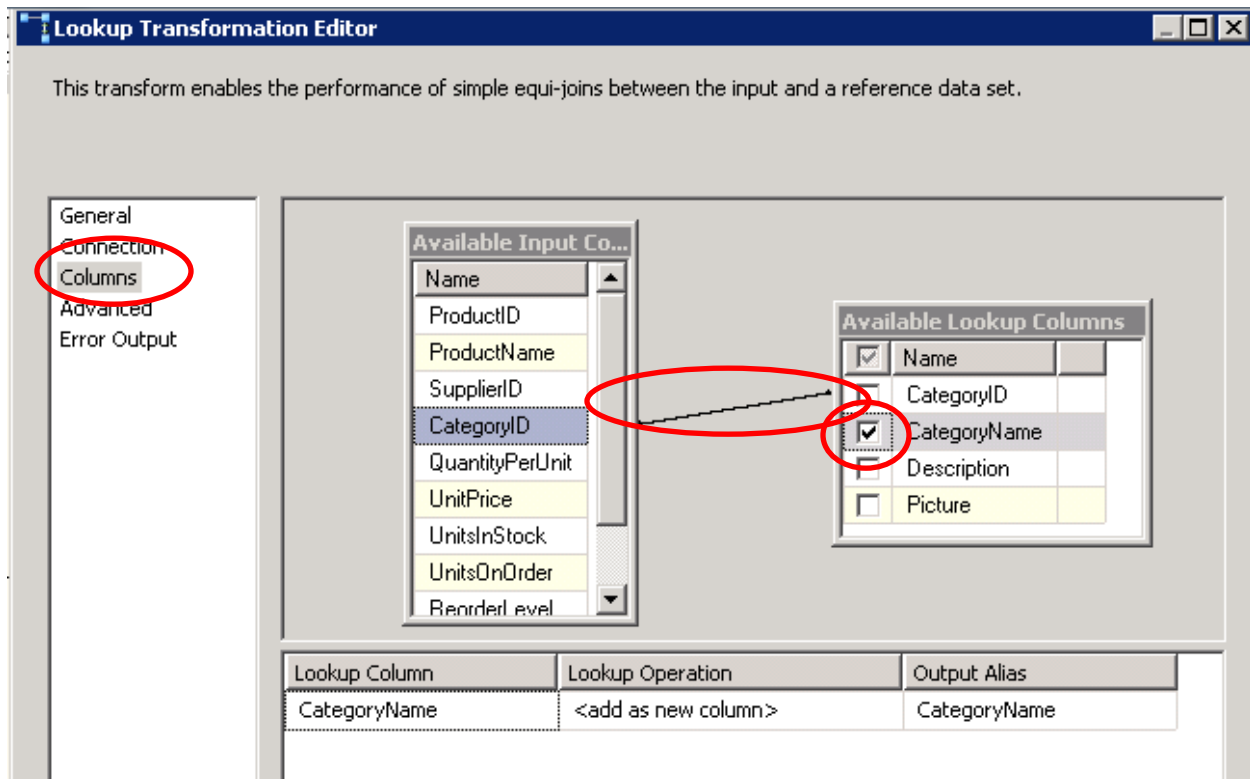 Lookup Transformation Editor
This transform enables the performance of simple equi-joins between the input and a reference data set.
General
Connection
Columns
Advanced
Error Output
Available Input Co...
Name
ProductID
ProductName
SupplierID
CategoryID
QuantityPerUnit
UnitPrice
UnitsInStock
UnitsOnOrder
ReorderLevel
Available Lookup Columns
Name
CategoryID
CategoryName
Description
Picture
Lookup Column Lookup Operation Output Alias
CategoryName <add as new column> CategoryName